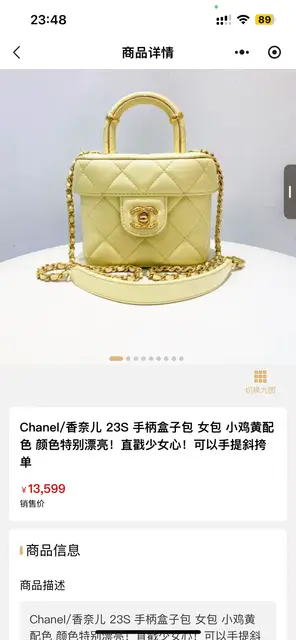 23:48
89
商品详情
切换九图
Chanel/香奈儿 23S 手柄盒子包 女包 小鸡黄配
色 颜色特别漂亮！直戳少女心！可以手提斜挎
单
¥13,599
销售价
商品信息
商品描述
Chanel/香奈儿 23S 手柄盒子包 女包 小鸡
黄配色 颜色特别漂亮！直戳少女心！可以手提斜